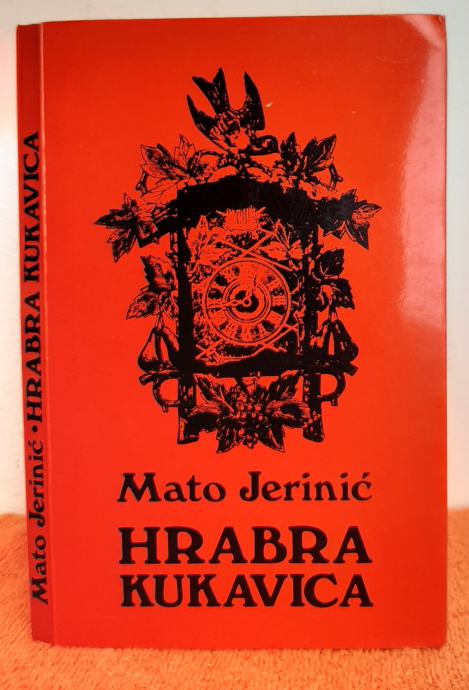 Mato Jerinić • HRABRA KUKAVICA
Mato Jerinić
HRABRA
KUKAVICA